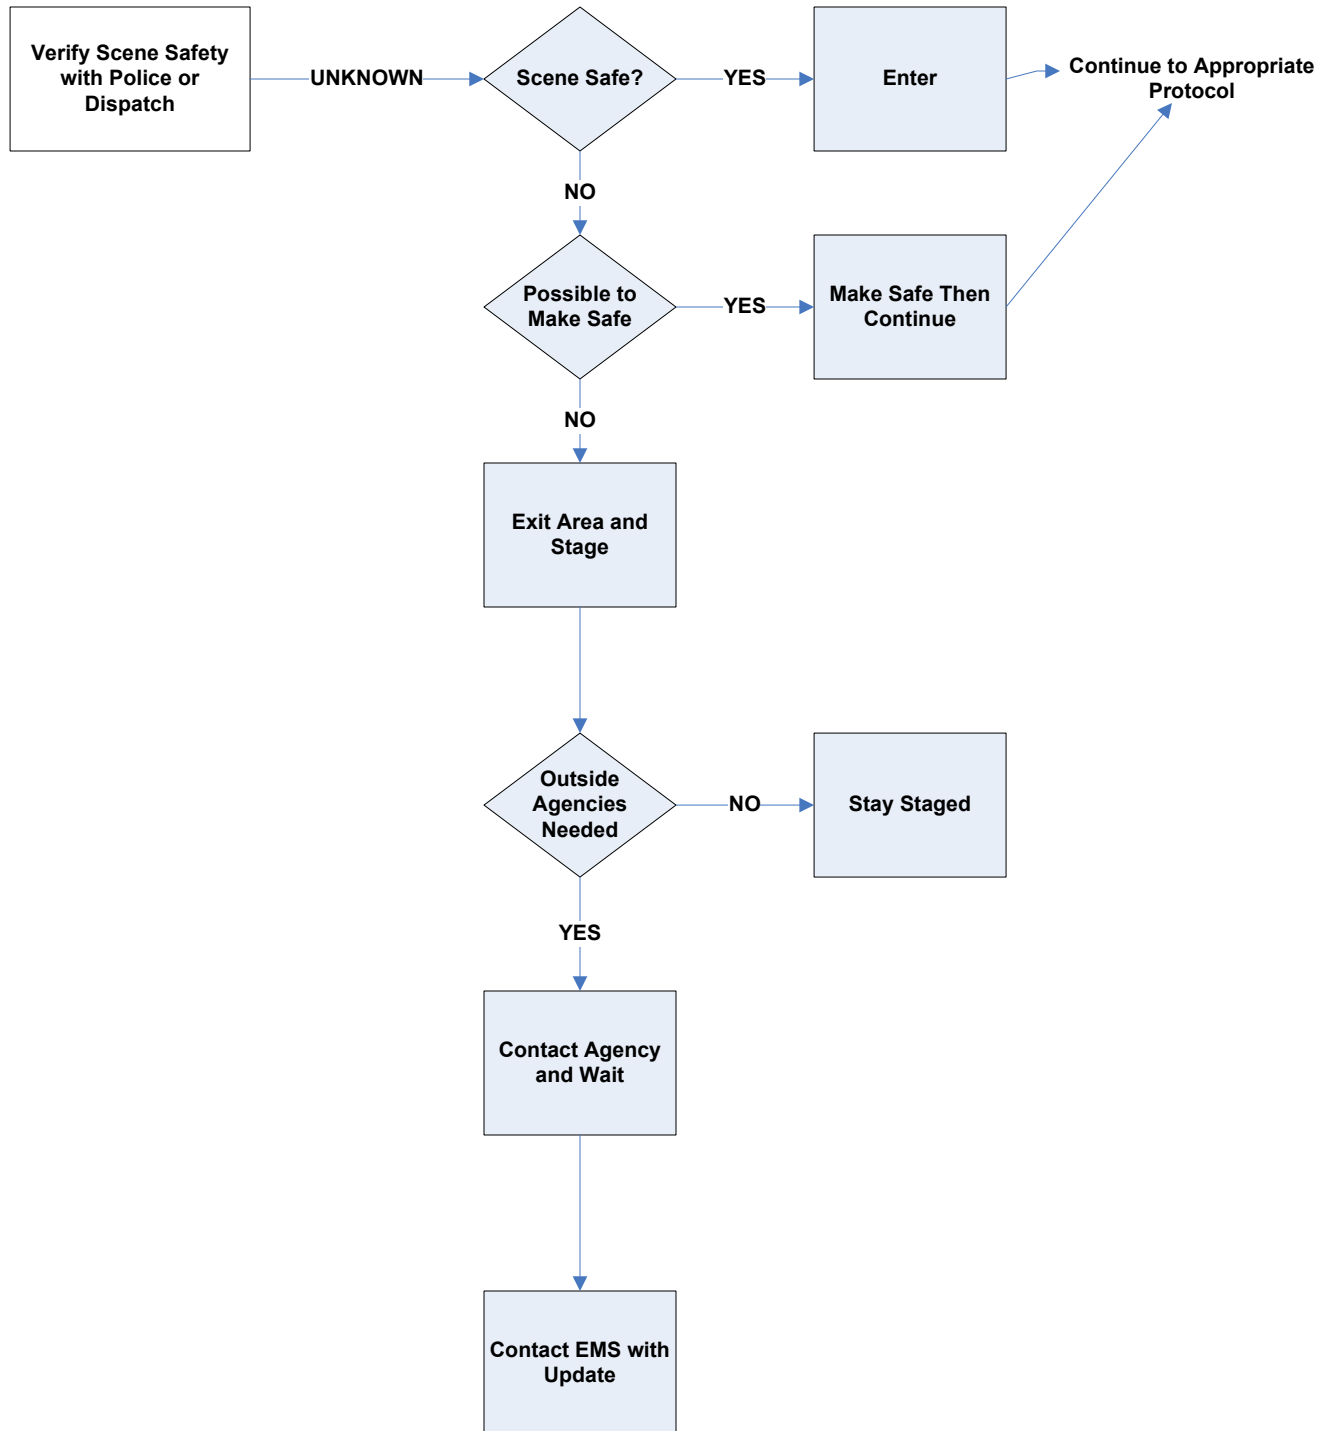 Verify Scene Safety
with Police or
Dispatch
UNKNOWN
Scene Safe?
YES
Enter
Continue to Appropriate
Protocol
NO
Possible to
Make Safe
YES
Make Safe Then
Continue
NO
Exit Area and
Stage
Outside
Agencies
Needed
NO
Stay Staged
YES
Contact Agency
and Wait
Contact EMS with
Update